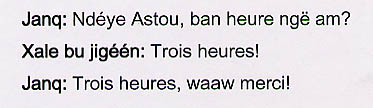 Janq: Ndéye Astou, ban heure ngë am?
Xale bu jigéén: Trois heures!
Janq: Trois heures, waaw merci!